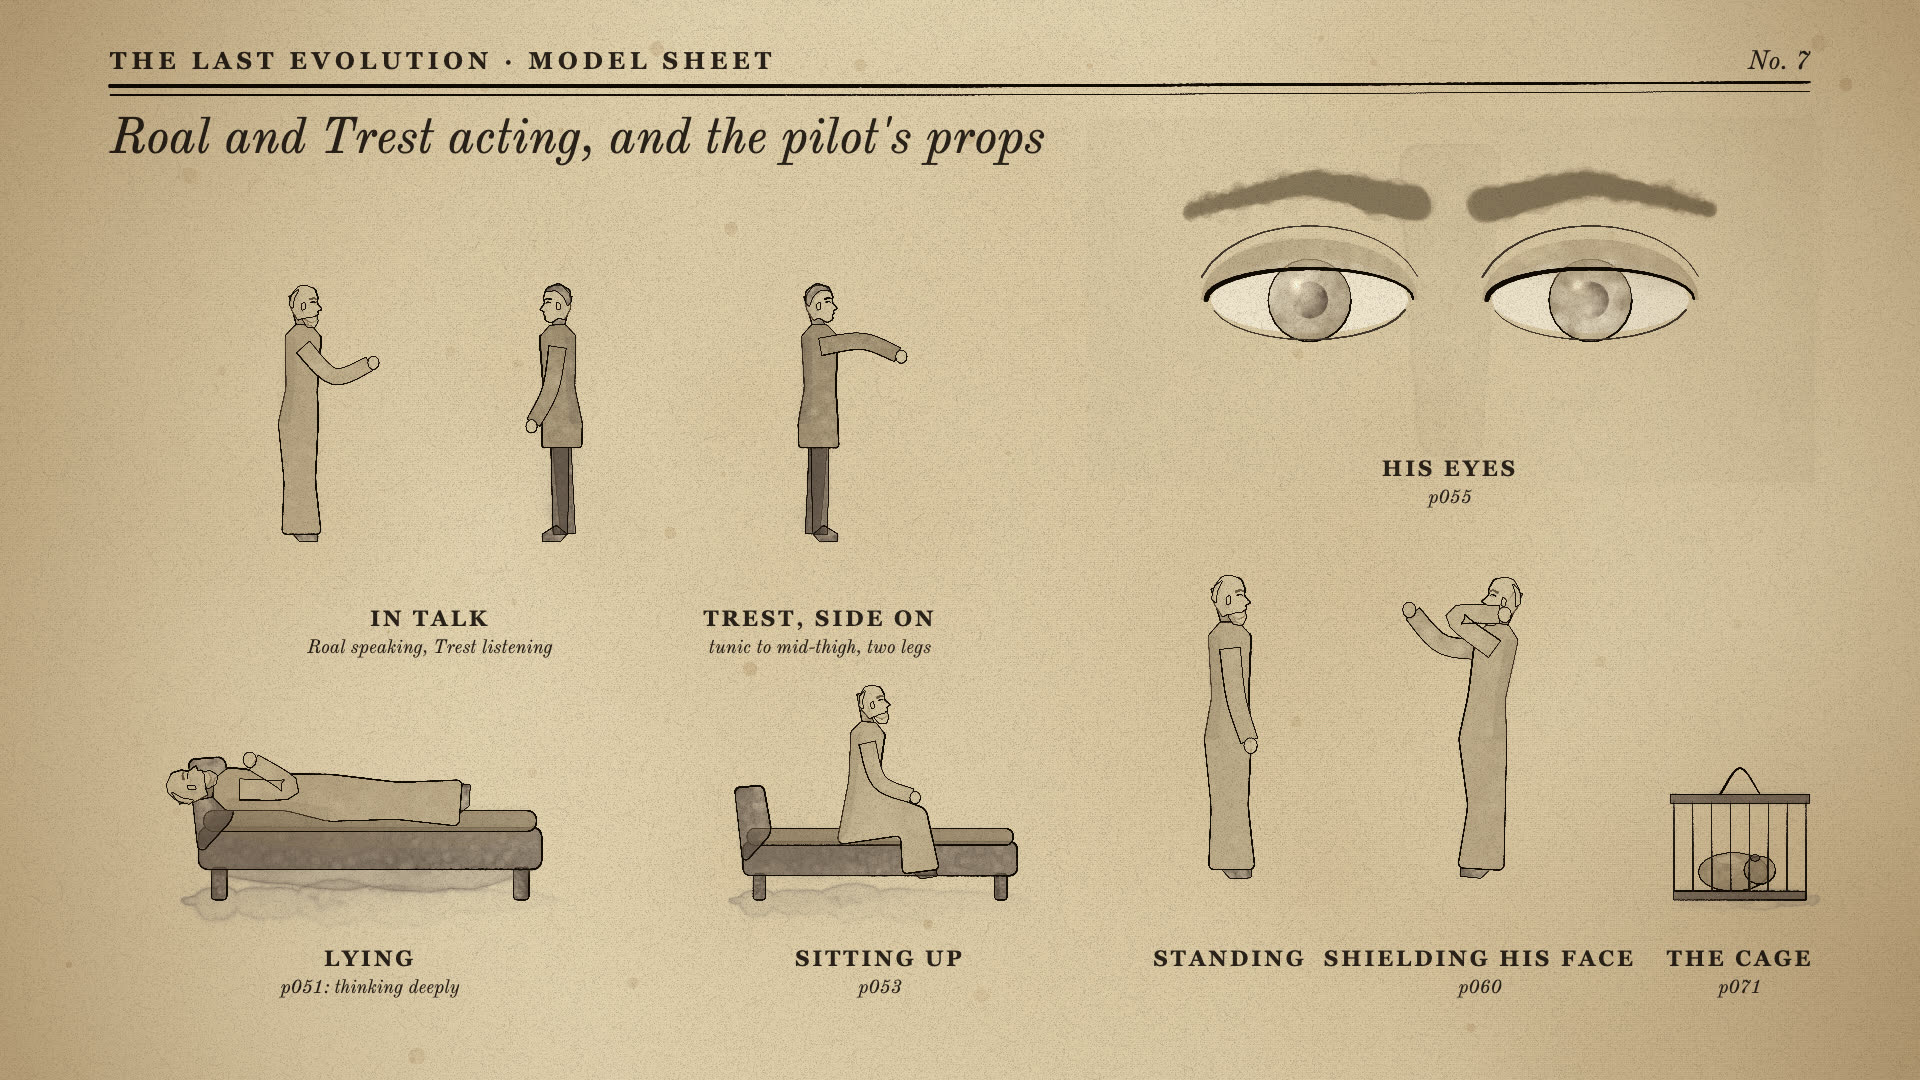 THE LAST EVOLUTION · MODEL SHEET
No. 7
Roal and Trest acting, and the pilot's props
HIS EYES
p055
IN TALK
Roal speaking, Trest listening
TREST, SIDE ON
tunic to mid-thigh, two legs
LYING
p051: thinking deeply
SITTING UP
p053
STANDING
SHIELDING HIS FACE
p060
THE CAGE
p071